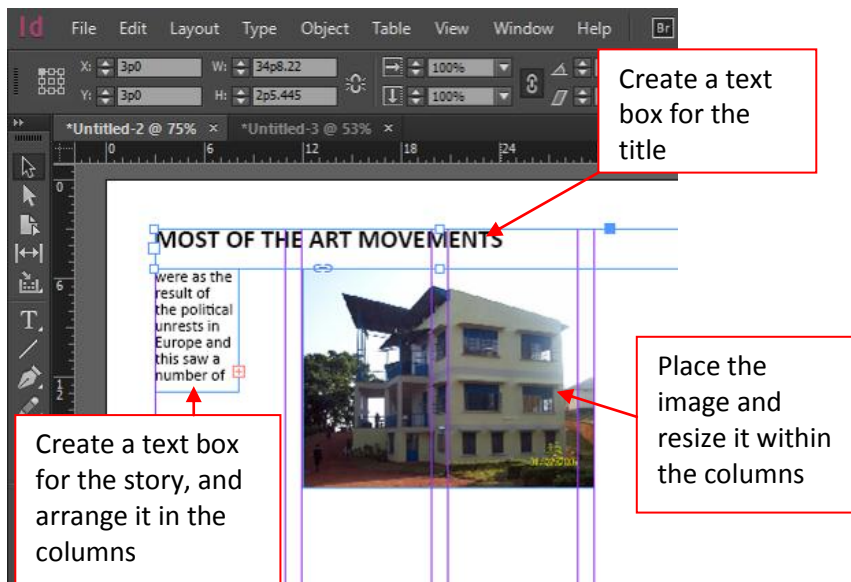 Id File Edit Layout Type Object Table View Window Help Br
X: 3p0 W: 34p8.22 100%
Y: 3p0 H: 2p5.445 100%
*Untitled-2 @ 75% × *Untitled-3 @ 53% ×
0 6 12 18 24
0
6
1
2
T
Create a text
box for the
title
MOST OF THE ART MOVEMENTS
were as the
result of
the political
unrests in
Europe and
this saw a
number of
Place the
image and
resize it within
the columns
Create a text box
for the story, and
arrange it in the
columns